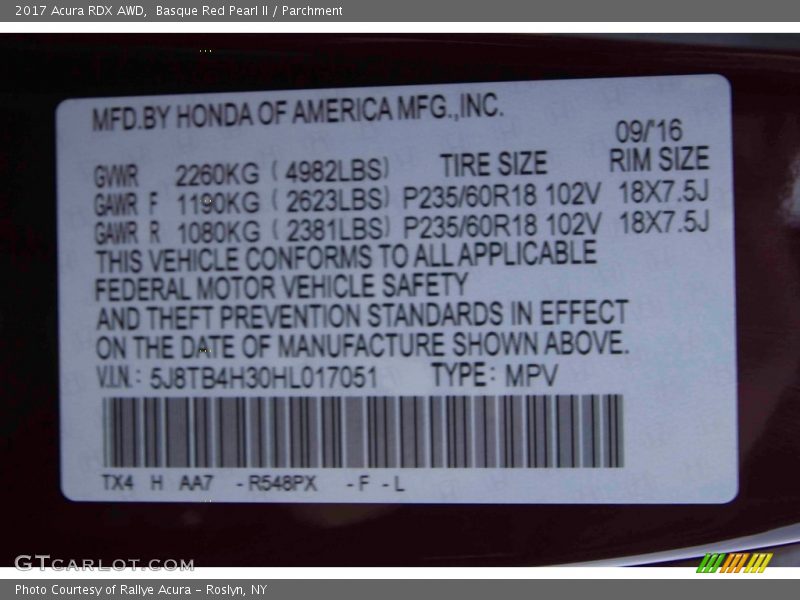 2017 Acura RDX AWD, Basque Red Pearl II / Parchment
MFD.BY HONDA OF AMERICA MFG.,INC.
09/'16
GVWR 2260KG ( 4982LBS) TIRE SIZE RIM SIZE
GAWR F 1190KG ( 2623LBS) P235/60R18 102V 18X7.5J
GAWR R 1080KG ( 2381LBS) P235/60R18 102V 18X7.5J
THIS VEHICLE CONFORMS TO ALL APPLICABLE
FEDERAL MOTOR VEHICLE SAFETY
AND THEFT PREVENTION STANDARDS IN EFFECT
ON THE DATE OF MANUFACTURE SHOWN ABOVE.
V.I.N.: 5J8TB4H30HL017051 TYPE: MPV
TX4 H AA7 - R548PX - F - L
GTCARLOT.COM
Photo Courtesy of Rallye Acura - Roslyn, NY